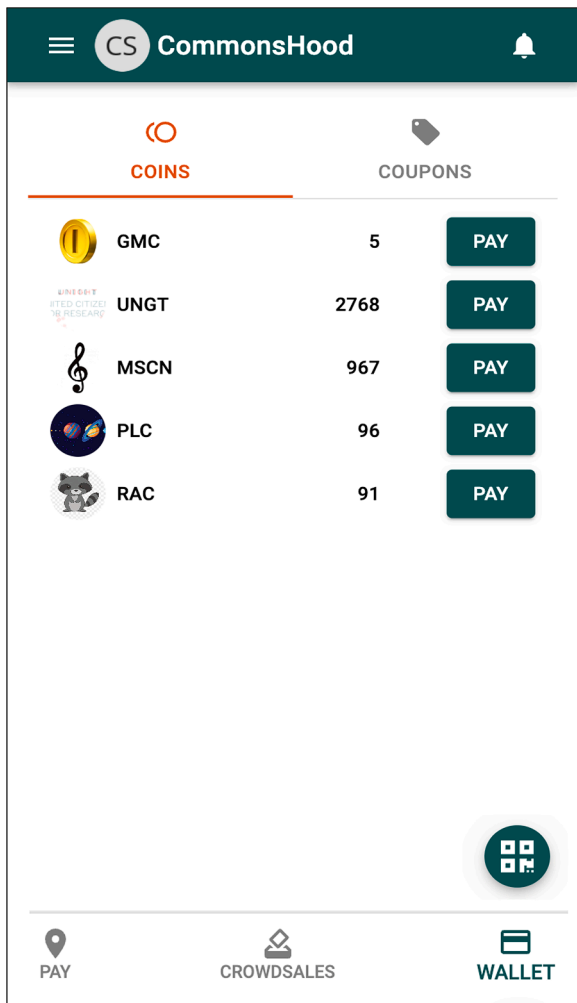 CS CommonsHood
COINS COUPONS
GMC 5 PAY
UNGT 2768 PAY
MSCN 967 PAY
PLC 96 PAY
RAC 91 PAY
PAY CROWDSALES WALLET